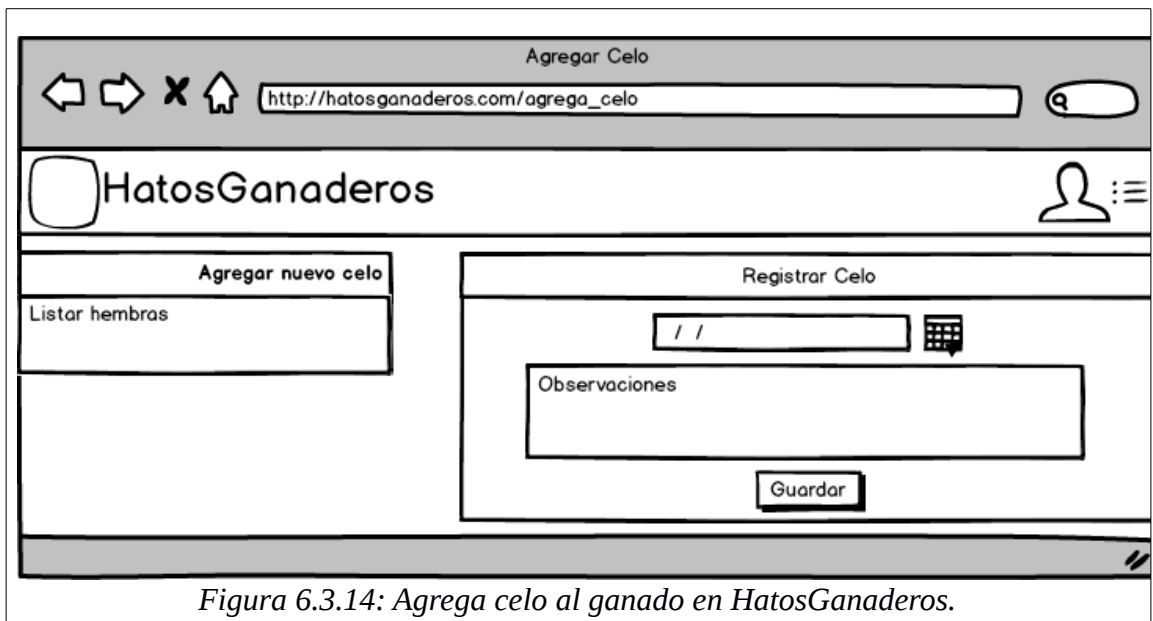 Agregar Celo
http://hatosganaderos.com/agrega_celo
HatosGanaderos
Agregar nuevo celo
Listar hembras
Registrar Celo
/ /
Observaciones
Guardar
Figura 6.3.14: Agrega celo al ganado en HatosGanaderos.